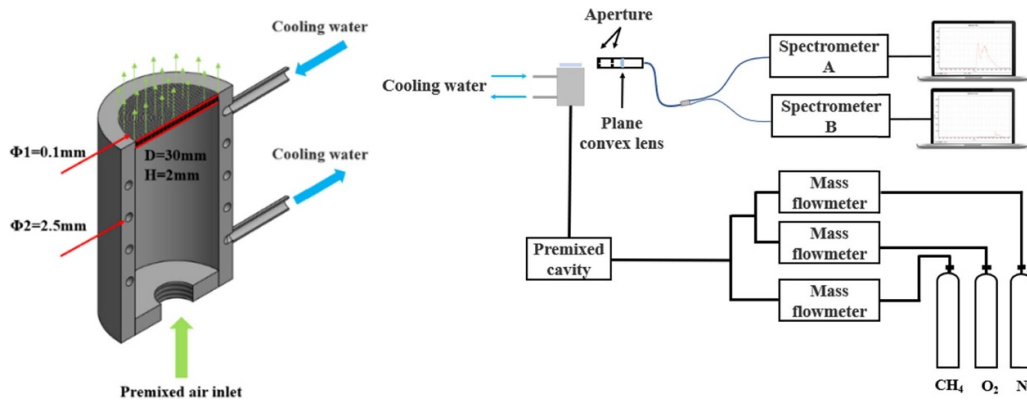 Cooling water
Φ1=0.1mm
D=30mm
H=2mm
Cooling water
Φ2=2.5mm
Premixed air inlet
Aperture
Cooling water
Plane
convex lens
Spectrometer
A
Spectrometer
B
Premixed
cavity
Mass
flowmeter
Mass
flowmeter
Mass
flowmeter
CH₄
O₂
N